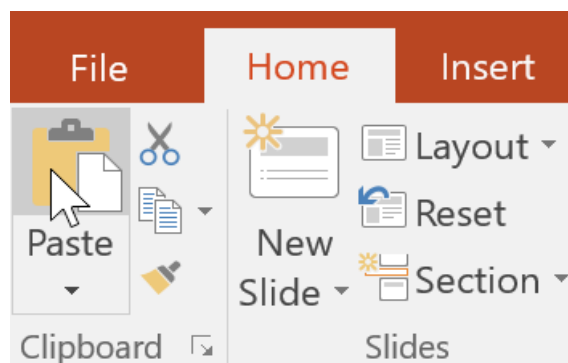 File Home Insert
Paste
New
Slide
Layout
Reset
Section
Clipboard Slides